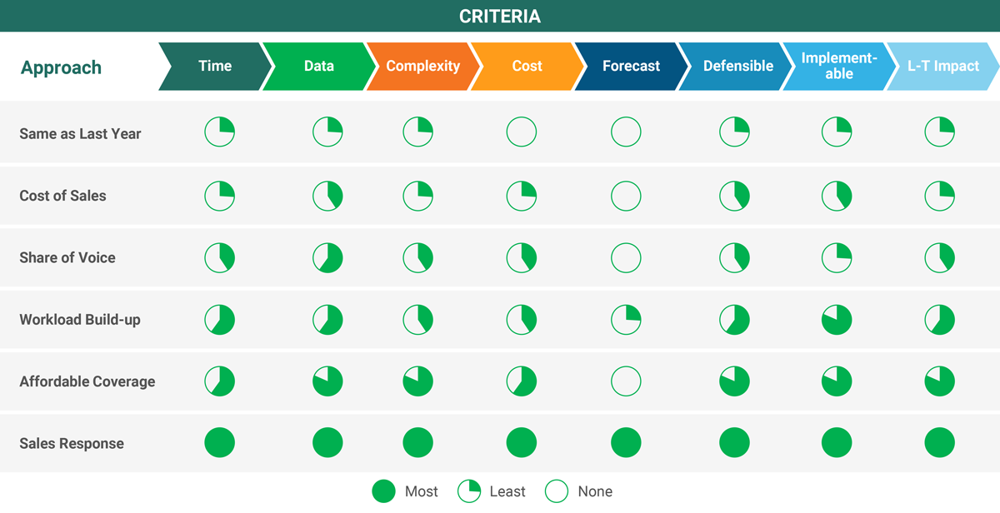 CRITERIA
Approach
Time
Data
Complexity
Cost
Forecast
Defensible
Implement-
able
L-T Impact
Same as Last Year
Cost of Sales
Share of Voice
Workload Build-up
Affordable Coverage
Sales Response
Most
Least
None